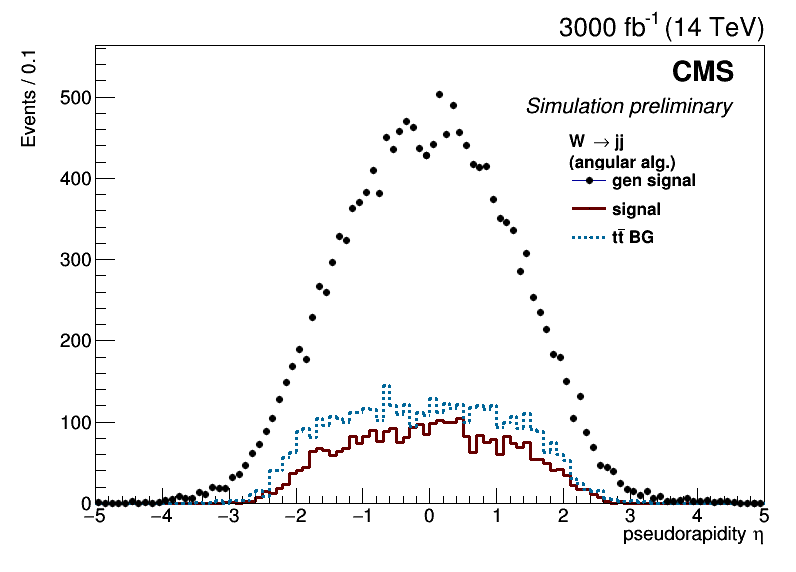 3000 fb⁻¹ (14 TeV)
Events / 0.1
CMS
Simulation preliminary
W → jj
(angular alg.)
gen signal
signal
tt̄ BG
500
400
300
200
100
0
−5 −4 −3 −2 −1 0 1 2 3 4 5
pseudorapidity η